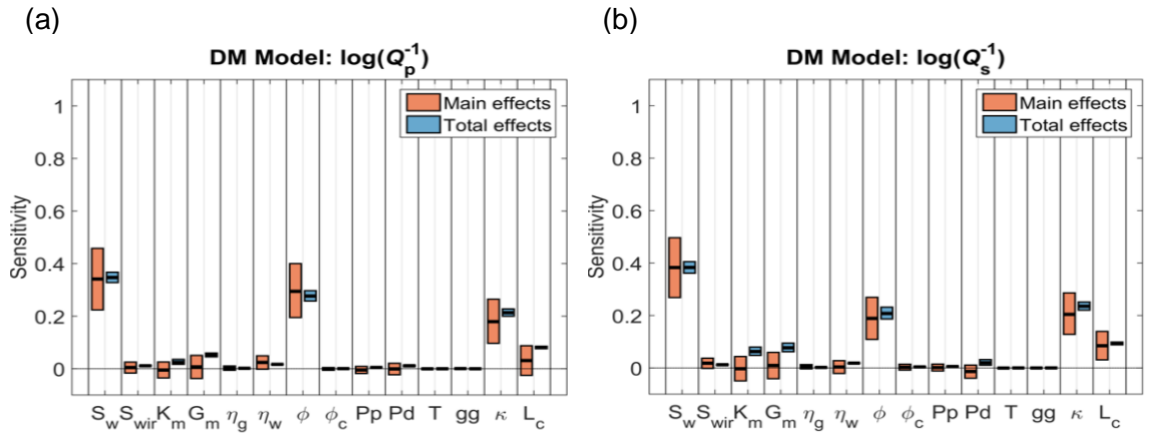 (a)
DM Model: log(Q_p^-1)
Main effects
Total effects
Sensitivity
1
0.8
0.6
0.4
0.2
0
S_w S_wir K_m G_m η_g η_w ϕ ϕ_c Pp Pd T gg κ L_c
(b)
DM Model: log(Q_s^-1)
Main effects
Total effects
Sensitivity
1
0.8
0.6
0.4
0.2
0
S_w S_wir K_m G_m η_g η_w ϕ ϕ_c Pp Pd T gg κ L_c